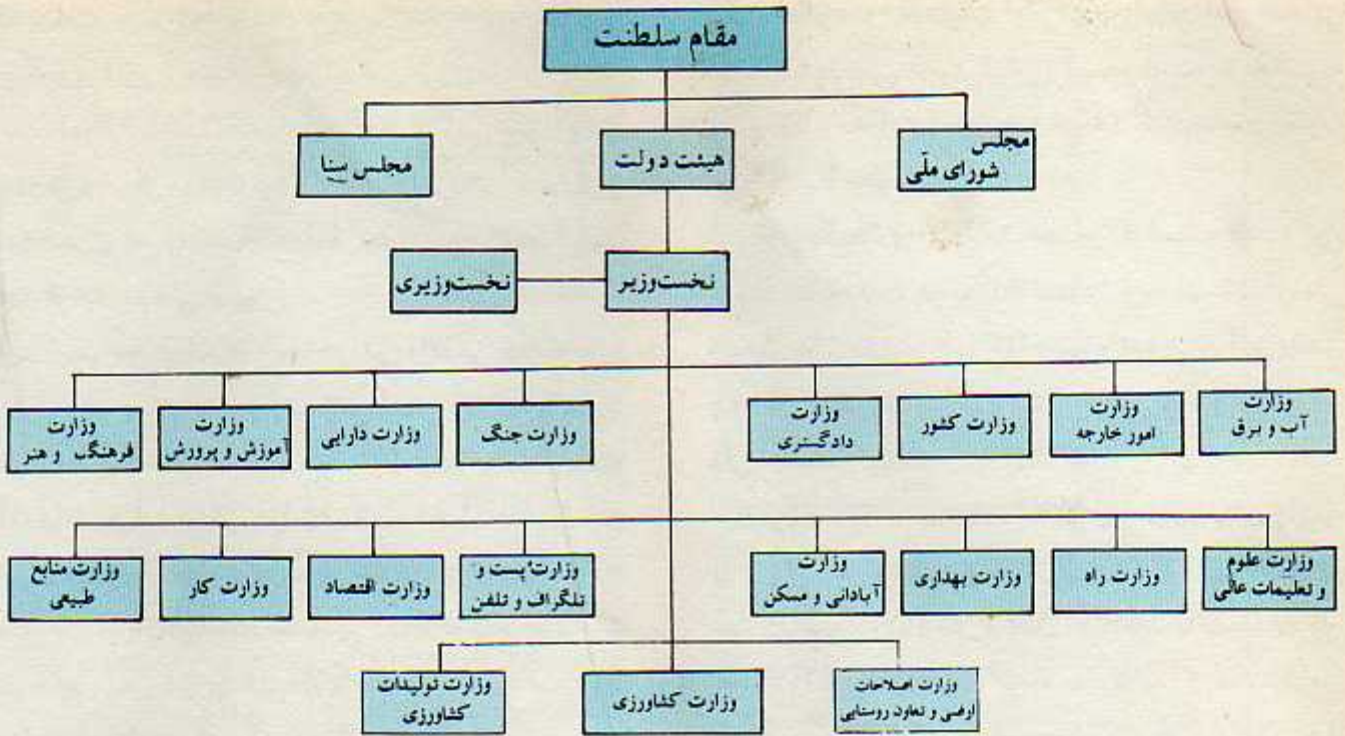 مقام سلطنت
مجلس
شورای ملّی
هیئت دولت
مجلس سنا
نخست‌وزیر
نخست‌وزیری
وزارت
آب و برق
وزارت
امور خارجه
وزارت کشور
وزارت
دادگستری
وزارت جنگ
وزارت دارایی
وزارت
آموزش و پرورش
وزارت
فرهنگ و هنر
وزارت علوم
و تعلیمات عالی
وزارت راه
وزارت بهداری
وزارت
آبادانی و مسکن
وزارت پست و
تلگراف و تلفن
وزارت اقتصاد
وزارت کار
وزارت منابع
طبیعی
وزارت اصلاحات
ارضی و تعاون روستایی
وزارت کشاورزی
وزارت تولیدات
کشاورزی